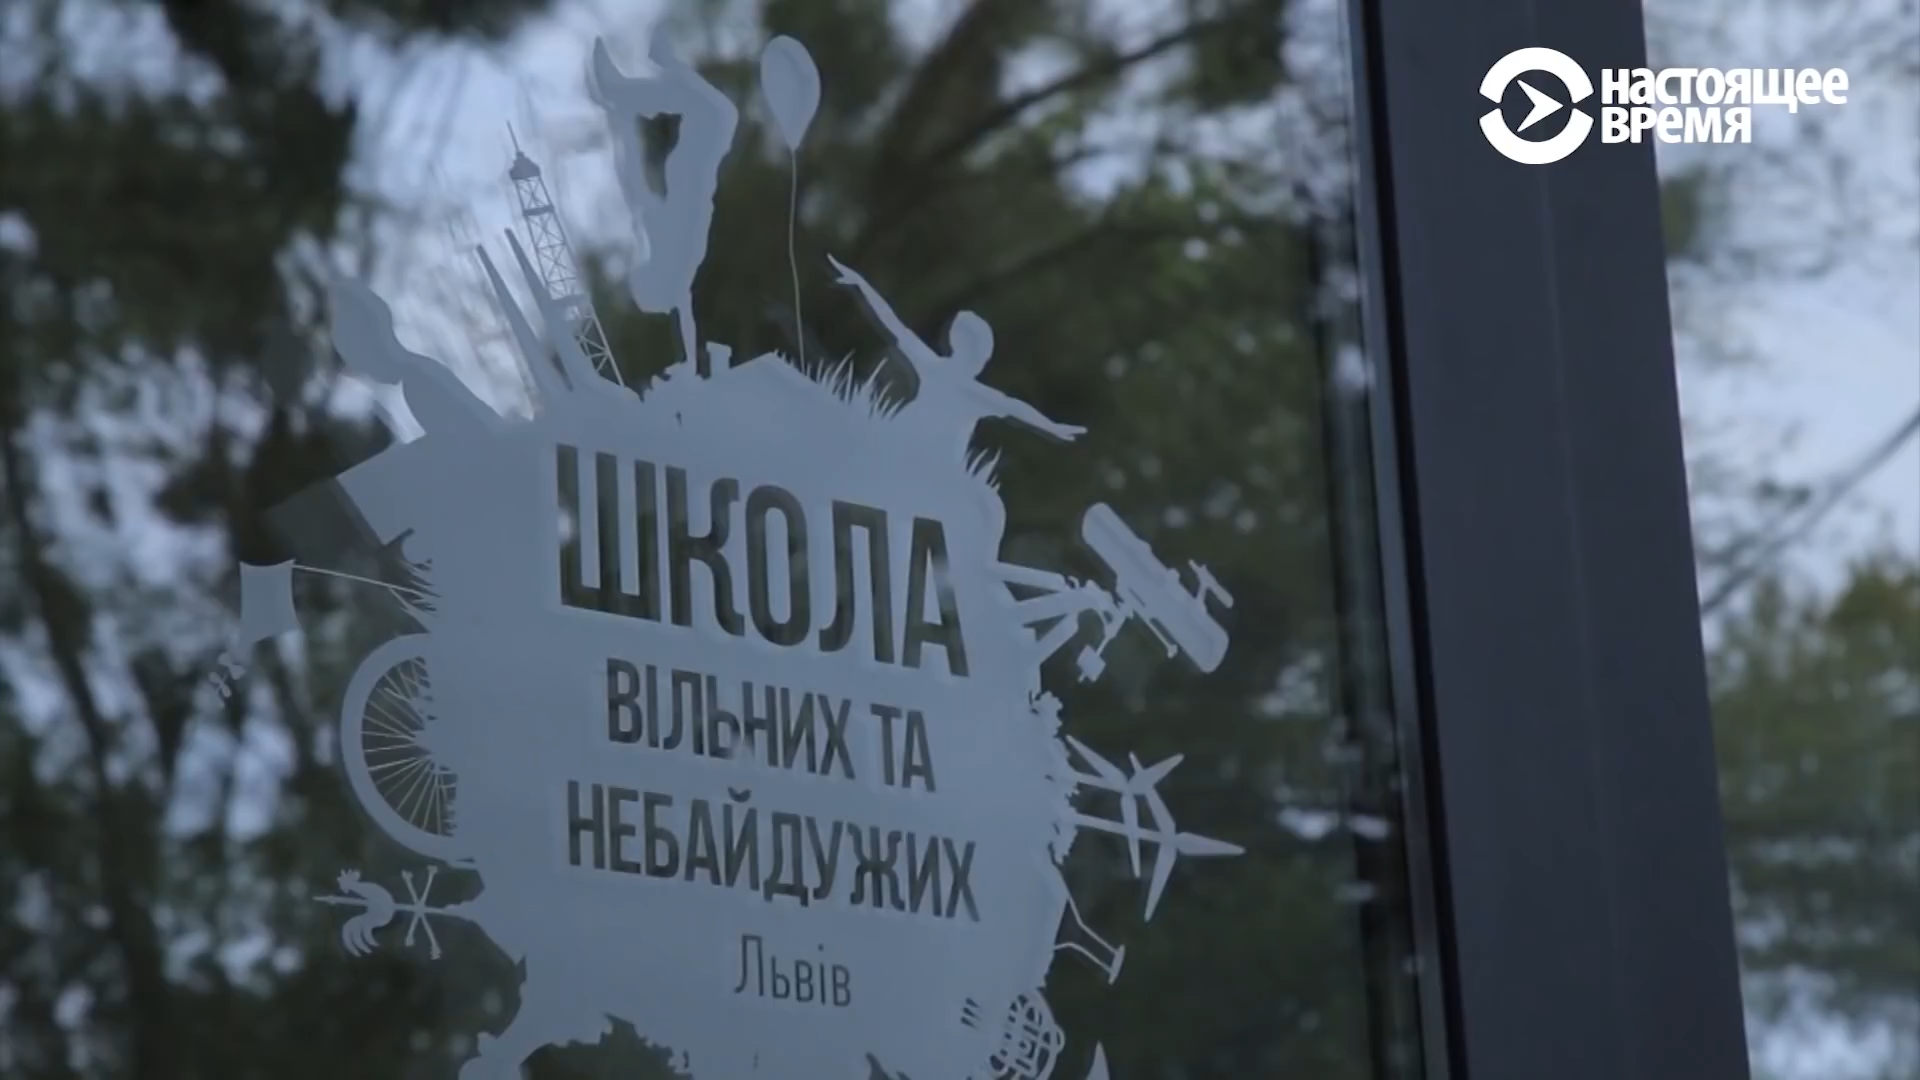 НАСТОЯЩЕЕ
ВРЕМЯ
ШКОЛА
ВІЛЬНИХ ТА
НЕБАЙДУЖИХ
Львів